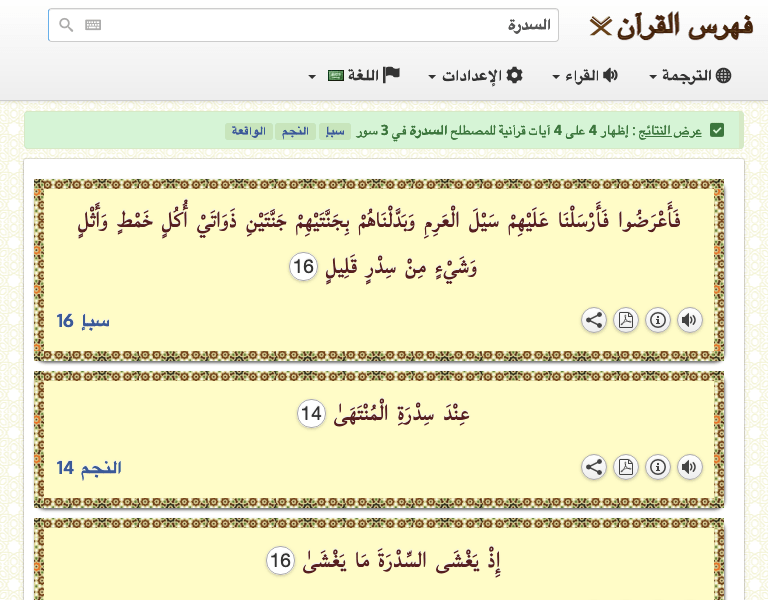 فهرس القرآن
السدرة
الترجمة القراء الإعدادات اللغة
عرض النتائج : إظهار 4 على 4 آيات قرآنية للمصطلح السدرة في 3 سور سبإ النجم الواقعة
فَأَعْرَضُوا فَأَرْسَلْنَا عَلَيْهِمْ سَيْلَ الْعَرِمِ وَبَدَّلْنَاهُمْ بِجَنَّتَيْهِمْ جَنَّتَيْنِ ذَوَاتَيْ أُكُلٍ خَمْطٍ وَأَثْلٍ
وَشَيْءٍ مِنْ سِدْرٍ قَلِيلٍ 16
سبإ 16
عِنْدَ سِدْرَةِ الْمُنْتَهَىٰ 14
النجم 14
إِذْ يَغْشَى السِّدْرَةَ مَا يَغْشَىٰ 16